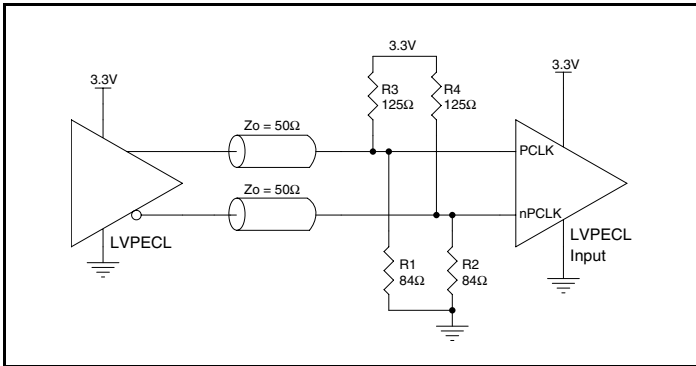 3.3V
3.3V
3.3V
R3
125Ω
R4
125Ω
Zo = 50Ω
PCLK
Zo = 50Ω
nPCLK
LVPECL
LVPECL
Input
R1
84Ω
R2
84Ω